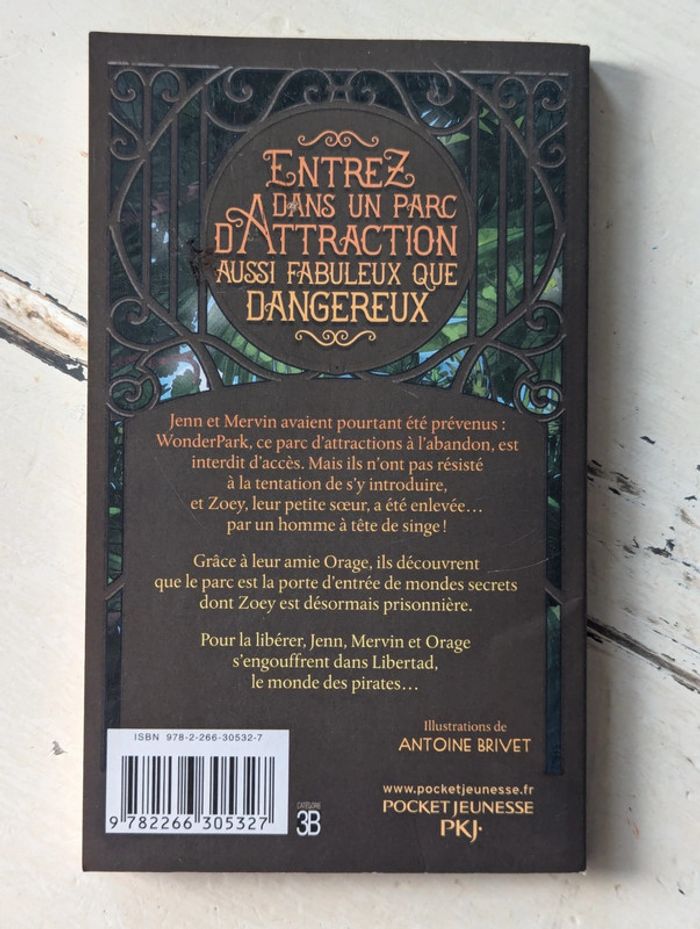 ENTREZ
DANS UN PARC
D'ATTRACTION
AUSSI FABULEUX QUE
DANGEREUX
Jenn et Mervin avaient pourtant été prévenus :
WonderPark, ce parc d'attractions à l'abandon, est
interdit d'accès. Mais ils n'ont pas résisté
à la tentation de s'y introduire,
et Zoey, leur petite sœur, a été enlevée…
par un homme à tête de singe !
Grâce à leur amie Orage, ils découvrent
que le parc est la porte d'entrée de mondes secrets
dont Zoey est désormais prisonnière.
Pour la libérer, Jenn, Mervin et Orage
s'engouffrent dans Libertad,
le monde des pirates…
Illustrations de
ANTOINE BRIVET
ISBN 978-2-266-30532-7
9 782266 305327
CATÉGORIE
3B
www.pocketjeunesse.fr
POCKET JEUNESSE
PKJ·